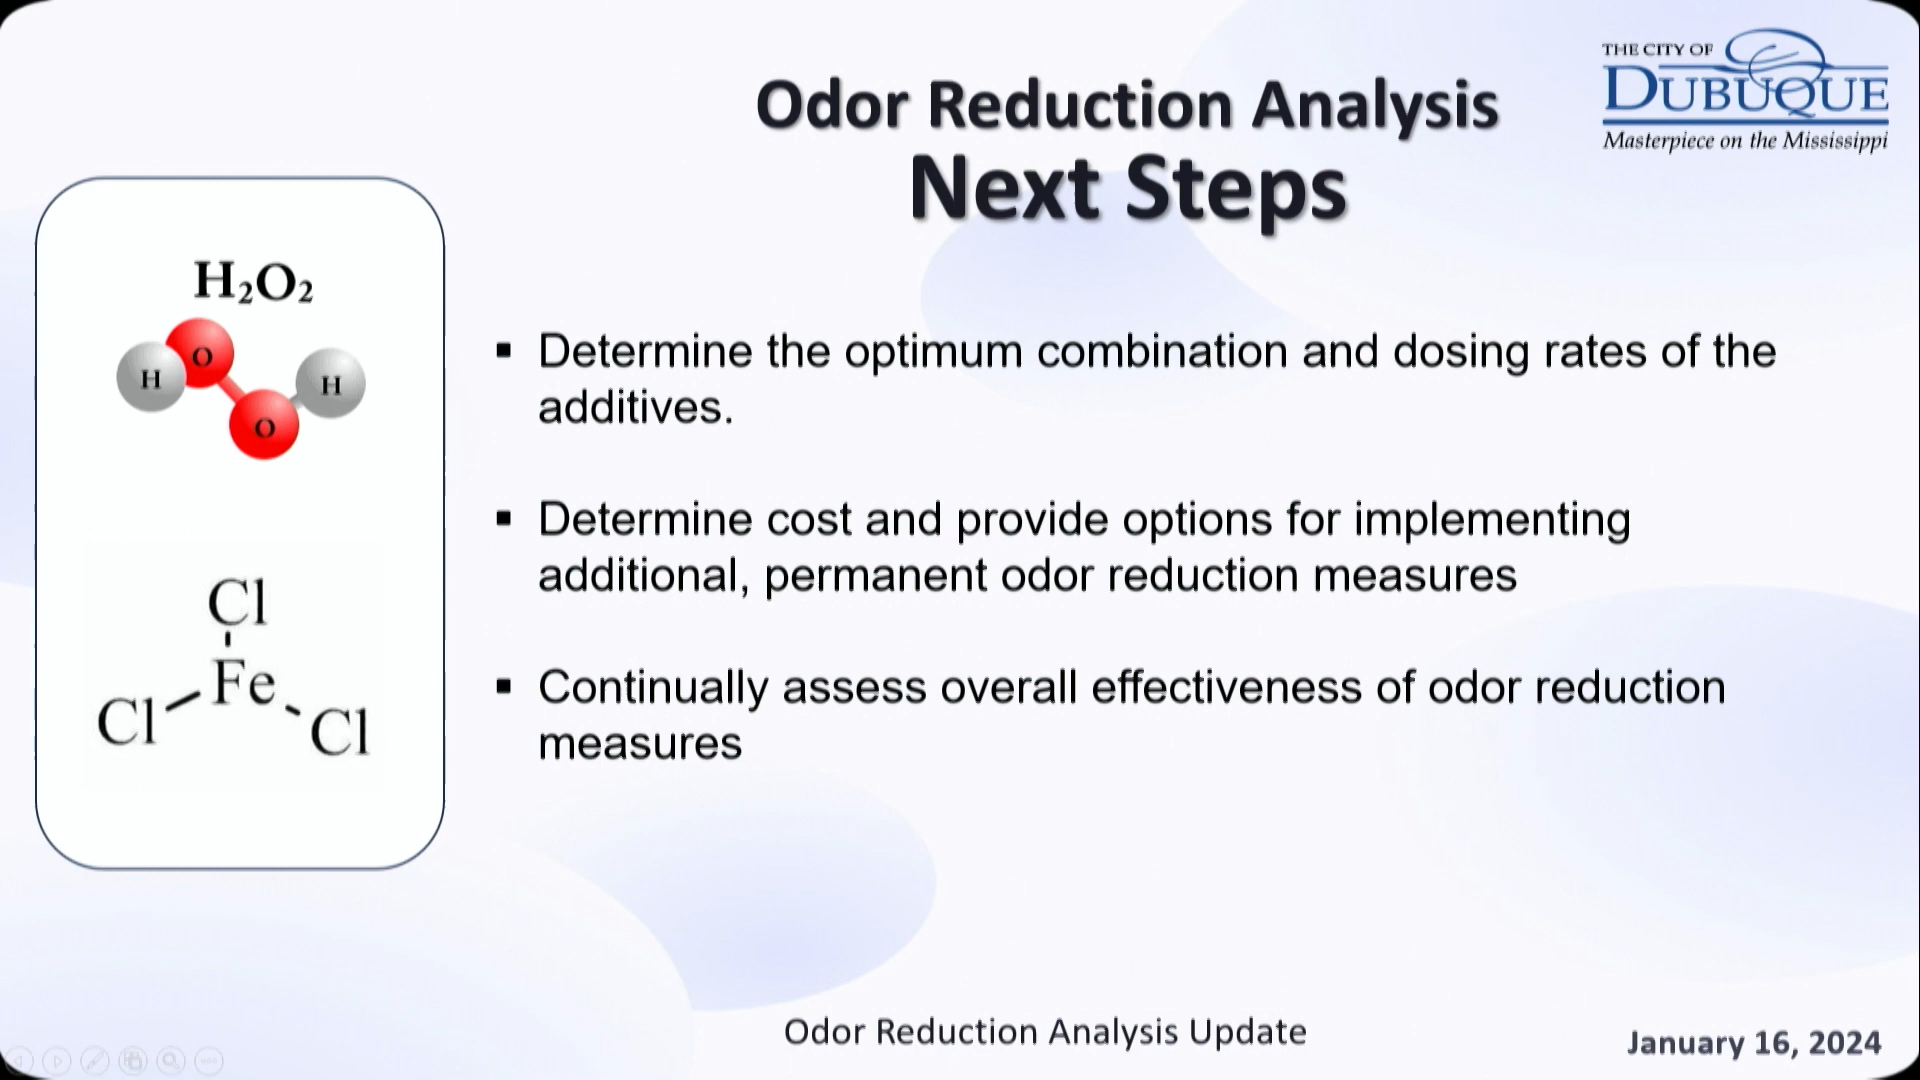 THE CITY OF
DUBUQUE
Masterpiece on the Mississippi
Odor Reduction Analysis
Next Steps
H₂O₂
H
O
O
H
Cl
Fe
Cl
Cl
▪ Determine the optimum combination and dosing rates of the
additives.
▪ Determine cost and provide options for implementing
additional, permanent odor reduction measures
▪ Continually assess overall effectiveness of odor reduction
measures
Odor Reduction Analysis Update
January 16, 2024